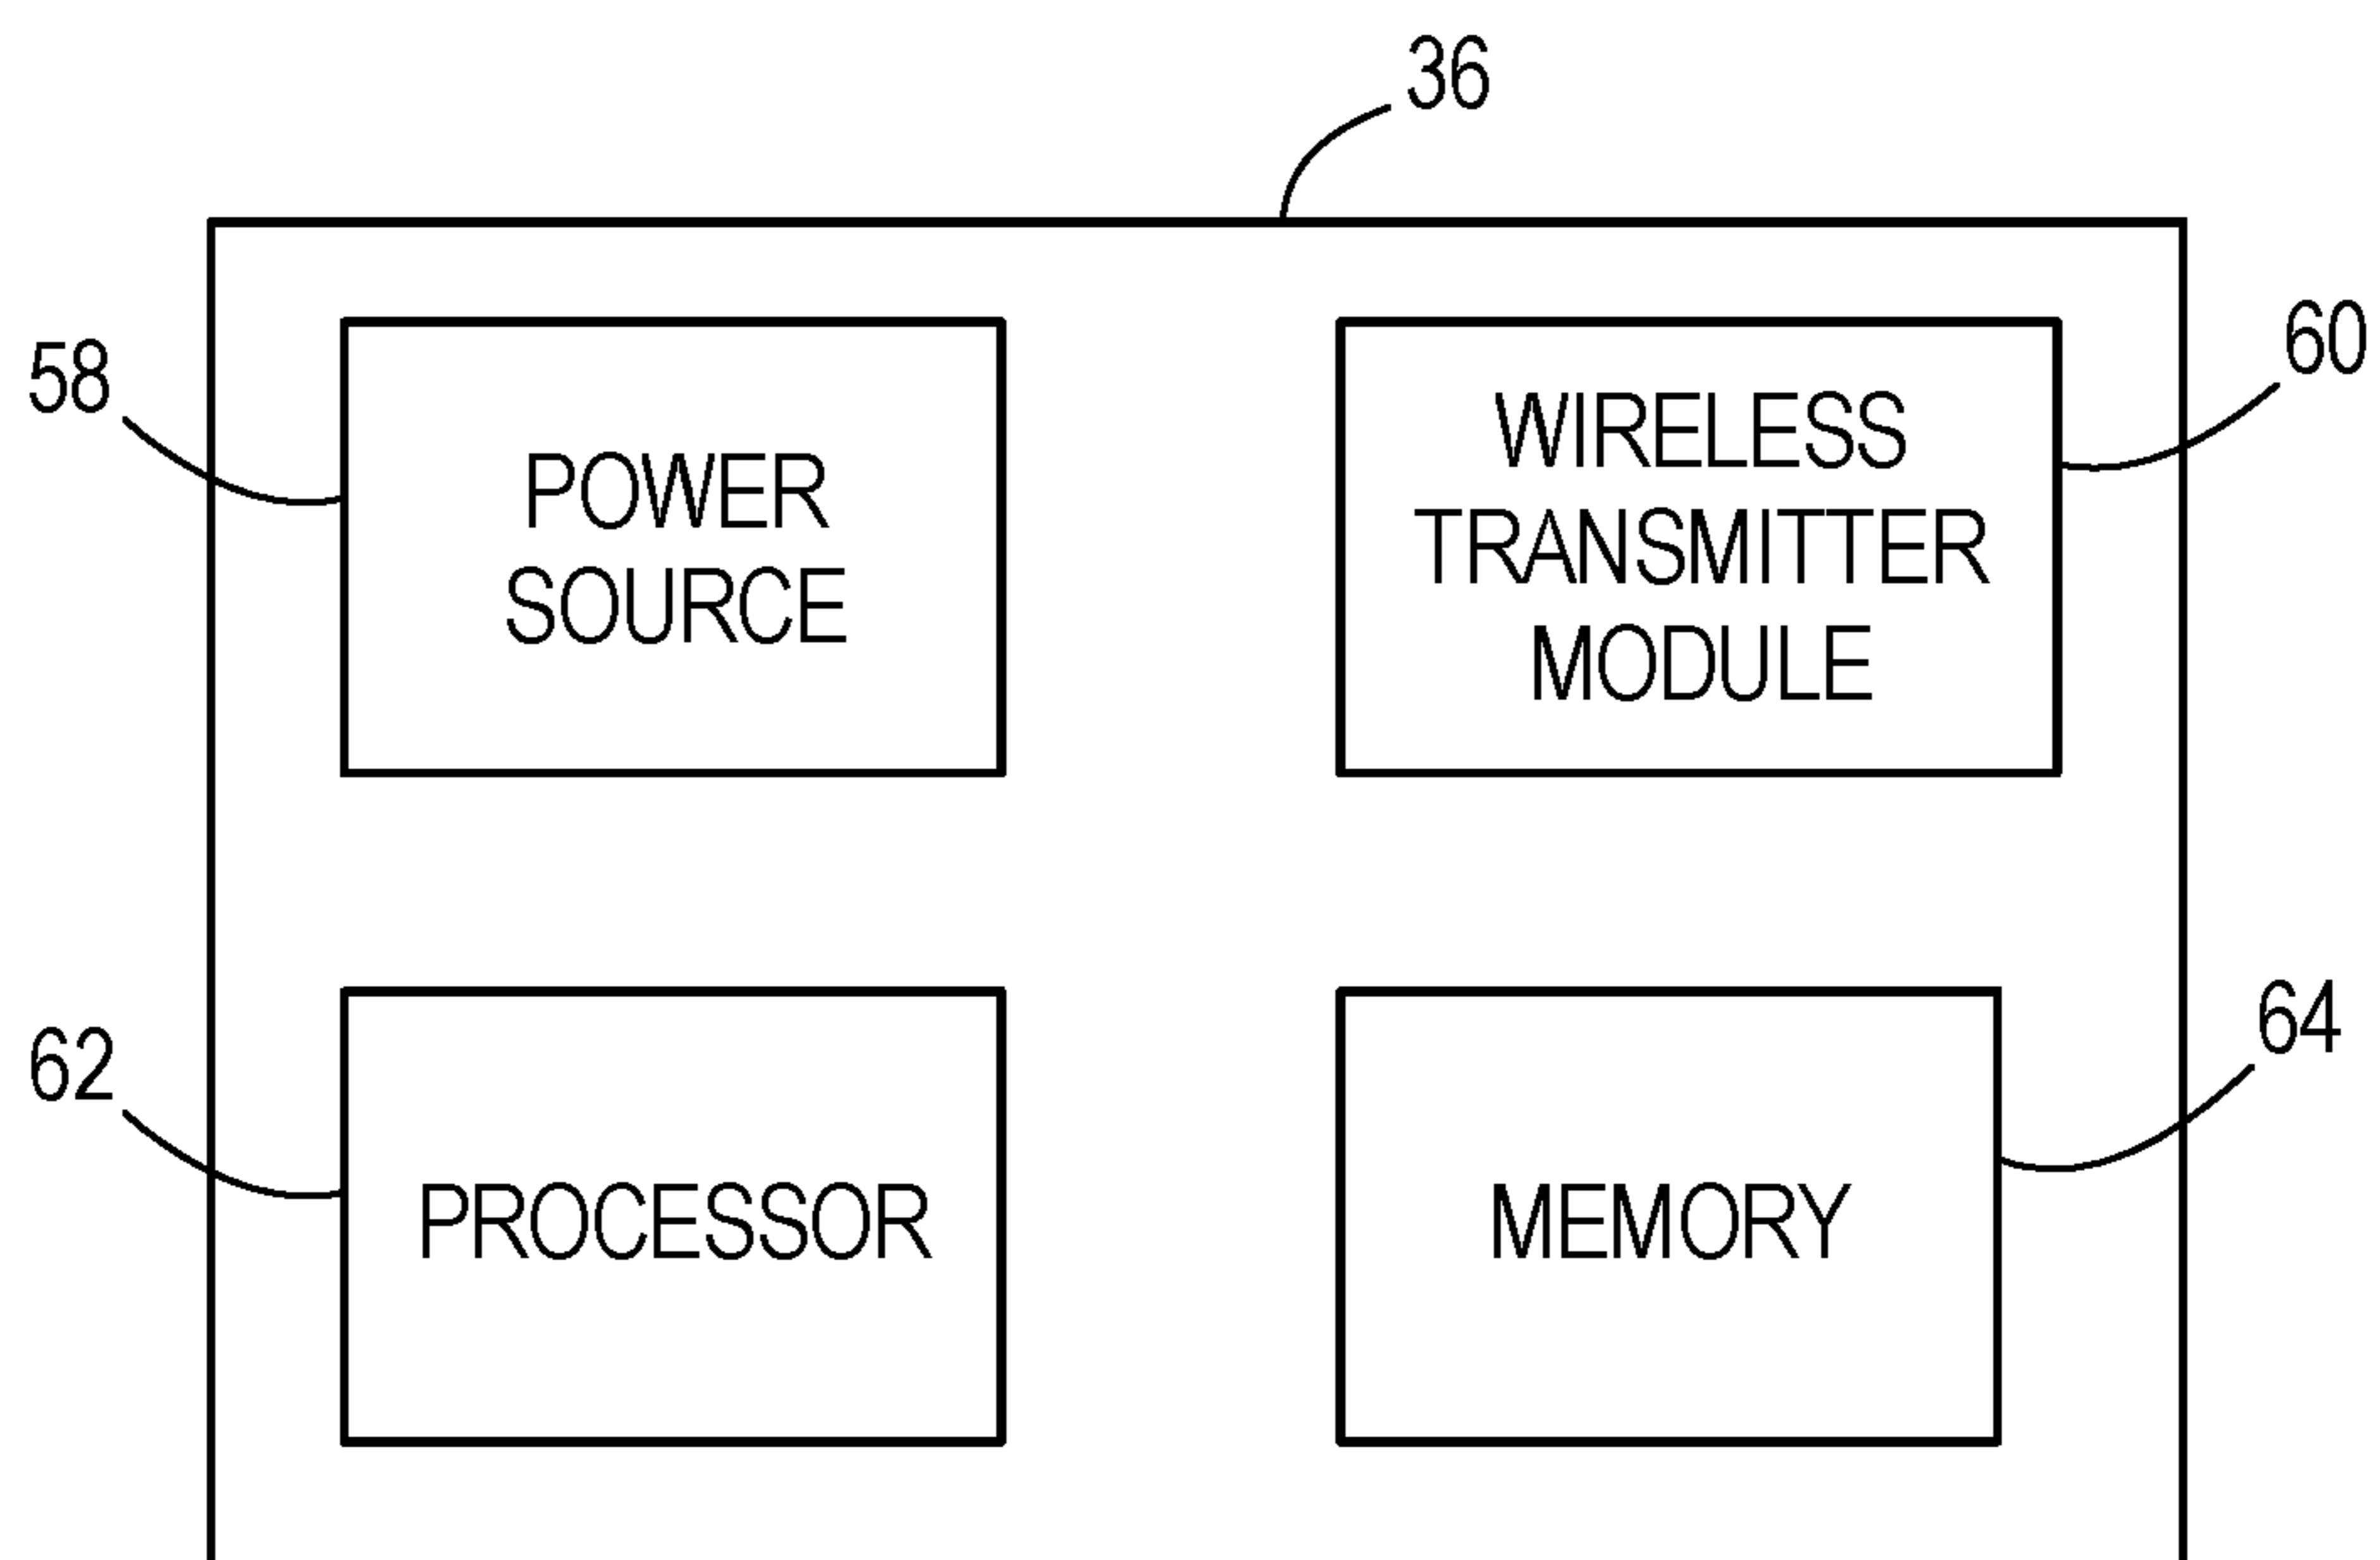 36
58
POWER
SOURCE
WIRELESS
TRANSMITTER
MODULE
60
62
PROCESSOR
MEMORY
64